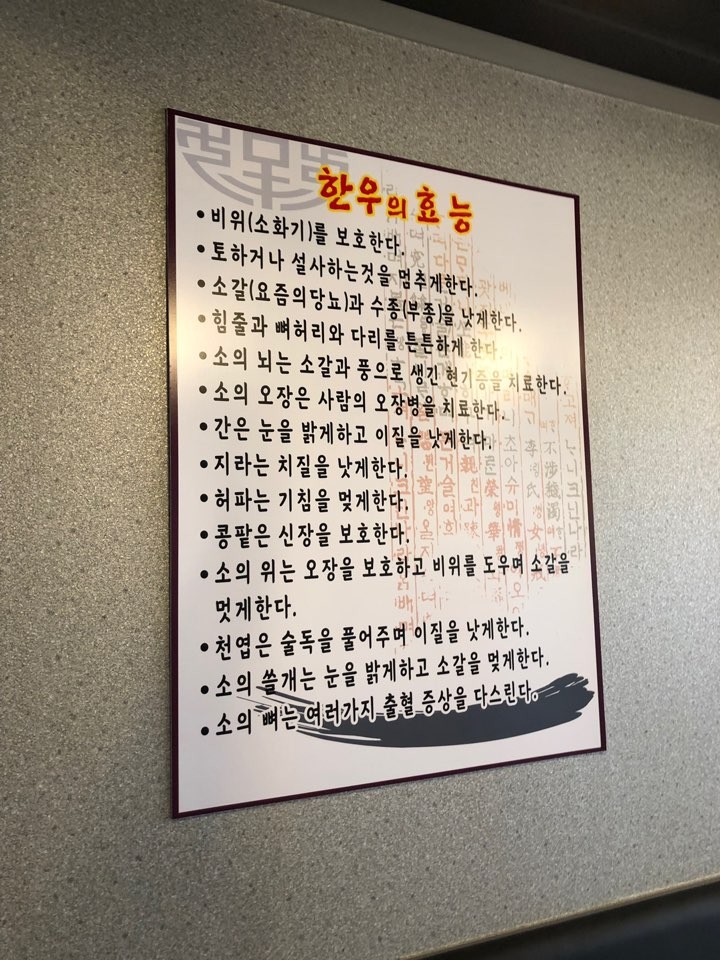 한우의 효능
• 비위(소화기)를 보호한다.
• 토하거나 설사하는것을 멈추게한다.
• 소갈(요즘의당뇨)과 수종(부종)을 낫게한다.
• 힘줄과 뼈허리와 다리를 튼튼하게 한다.
• 소의 뇌는 소갈과 풍으로 생긴 현기증을 치료한다.
• 소의 오장은 사람의 오장병을 치료한다.
• 간은 눈을 밝게하고 이질을 낫게한다.
• 지라는 치질을 낫게한다.
• 허파는 기침을 멎게한다.
• 콩팥은 신장을 보호한다.
• 소의 위는 오장을 보호하고 비위를 도우며 소갈을
멋게한다.
• 천엽은 술독을 풀어주며 이질을 낫게한다.
• 소의 쓸개는 눈을 밝게하고 소갈을 멎게한다.
• 소의 뼈는 여러가지 출혈 증상을 다스린다.